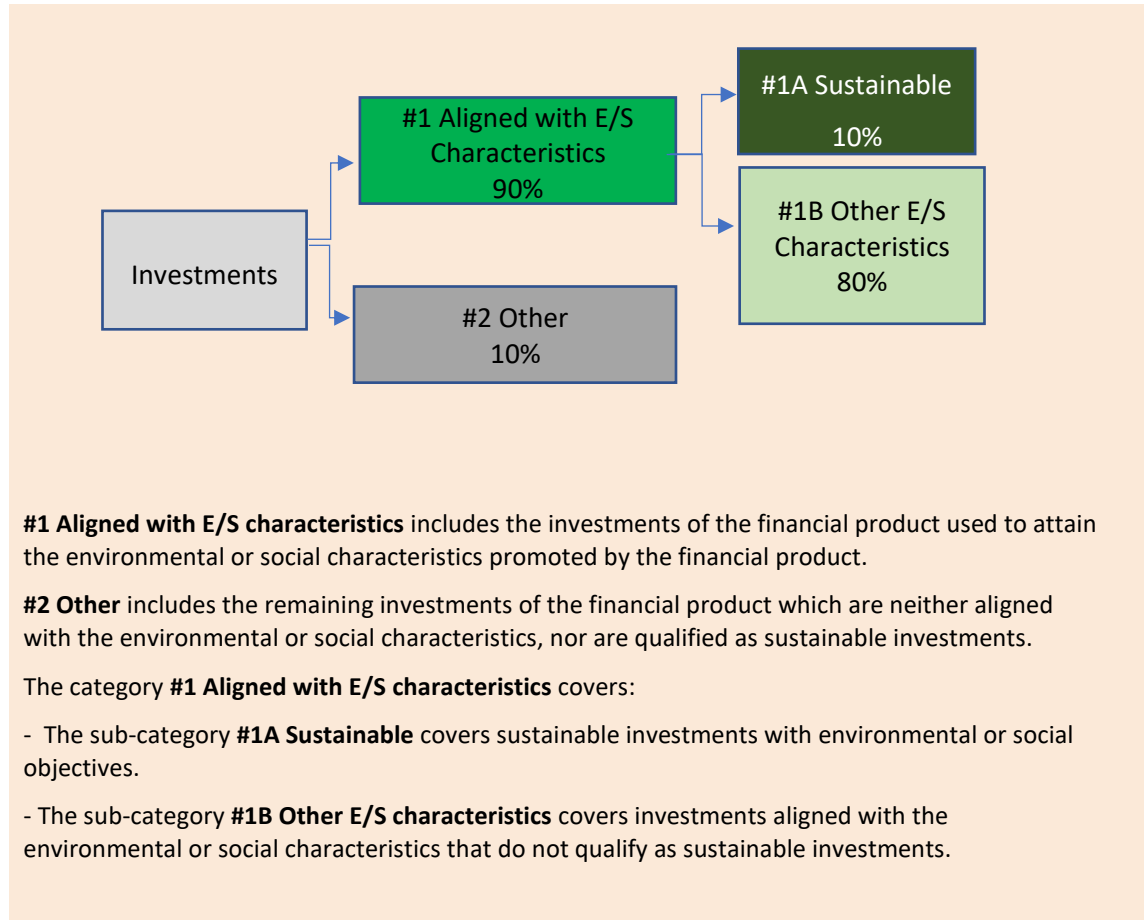 #1A Sustainable
10%
#1 Aligned with E/S
Characteristics
90%
#1B Other E/S
Characteristics
80%
Investments
#2 Other
10%
#1 Aligned with E/S characteristics includes the investments of the financial product used to attain
the environmental or social characteristics promoted by the financial product.
#2 Other includes the remaining investments of the financial product which are neither aligned
with the environmental or social characteristics, nor are qualified as sustainable investments.
The category #1 Aligned with E/S characteristics covers:
- The sub-category #1A Sustainable covers sustainable investments with environmental or social
objectives.
- The sub-category #1B Other E/S characteristics covers investments aligned with the
environmental or social characteristics that do not qualify as sustainable investments.